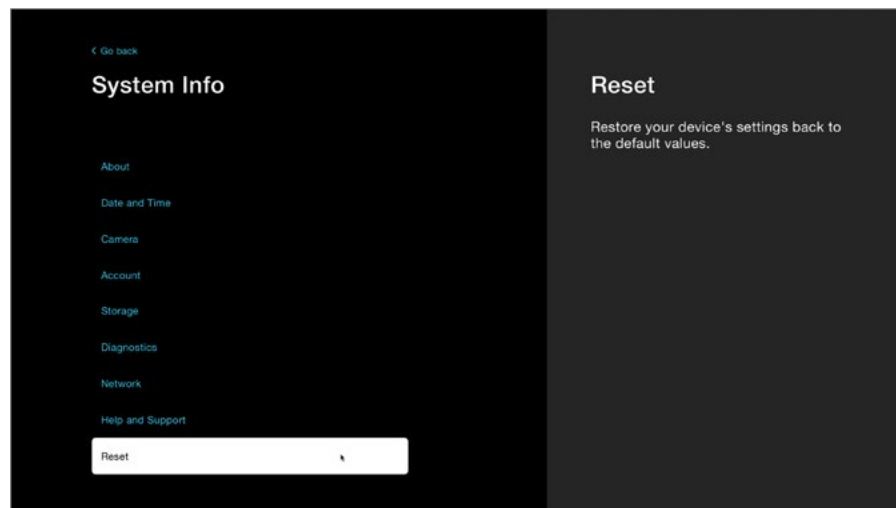 Go back
System Info
About
Date and Time
Camera
Account
Storage
Diagnostics
Network
Help and Support
Reset
Reset
Restore your device's settings back to
the default values.